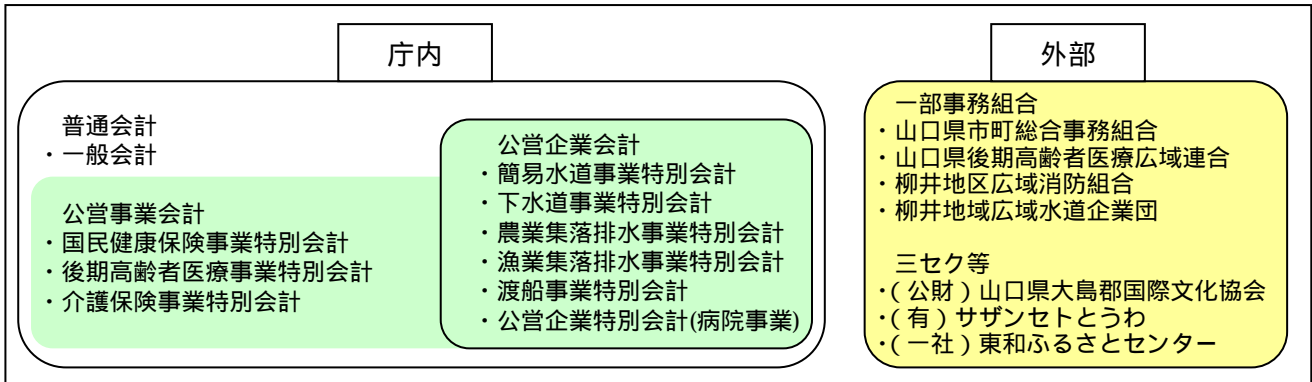 庁内
普通会計
・一般会計
公営事業会計
・国民健康保険事業特別会計
・後期高齢者医療事業特別会計
・介護保険事業特別会計
公営企業会計
・簡易水道事業特別会計
・下水道事業特別会計
・農業集落排水事業特別会計
・漁業集落排水事業特別会計
・渡船事業特別会計
・公営企業特別会計(病院事業)
外部
一部事務組合
・山口県市町総合事務組合
・山口県後期高齢者医療広域連合
・柳井地区広域消防組合
・柳井地域広域水道企業団
三セク等
・(公財)山口県大島郡国際文化協会
・(有)サザンセトとうわ
・(一社)東和ふるさとセンター